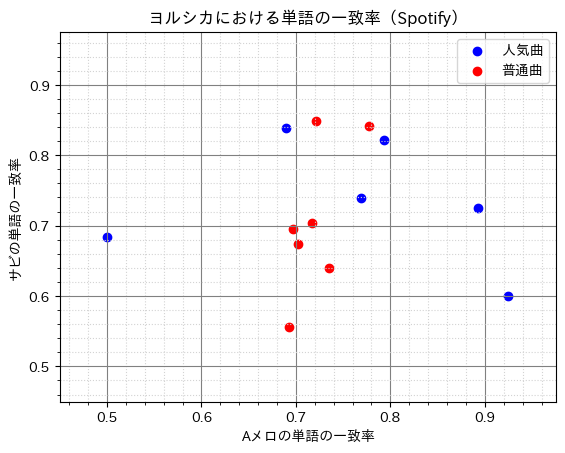 ヨルシカにおける単語の一致率（Spotify）
人気曲
普通曲
サビの単語の一致率
0.9
0.8
0.7
0.6
0.5
0.5 0.6 0.7 0.8 0.9
Aメロの単語の一致率